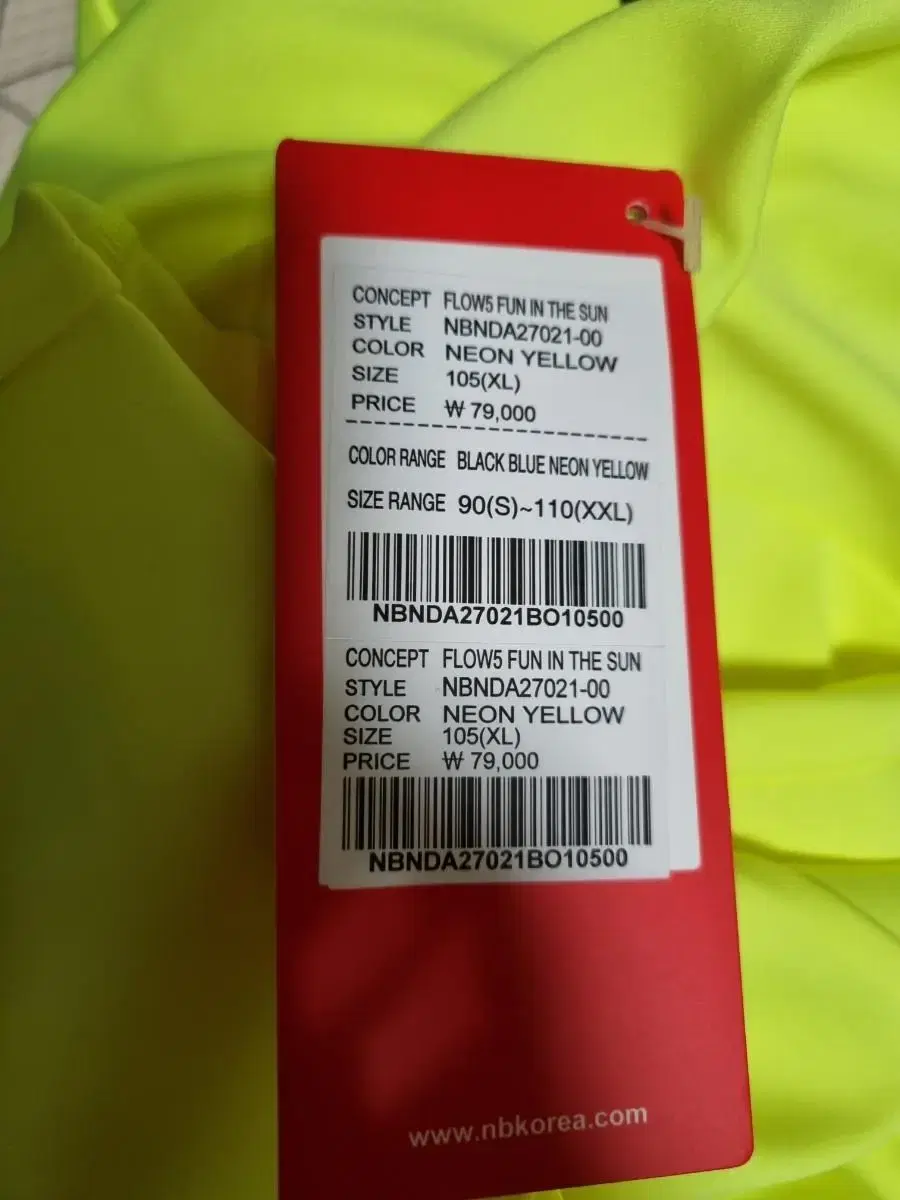 CONCEPT FLOW5 FUN IN THE SUN
STYLE NBNDA27021-00
COLOR NEON YELLOW
SIZE 105(XL)
PRICE ₩ 79,000
COLOR RANGE BLACK BLUE NEON YELLOW
SIZE RANGE 90(S)~110(XXL)
NBNDA27021BO10500
CONCEPT FLOW5 FUN IN THE SUN
STYLE NBNDA27021-00
COLOR NEON YELLOW
SIZE 105(XL)
PRICE ₩ 79,000
NBNDA27021BO10500
www.nbkorea.com